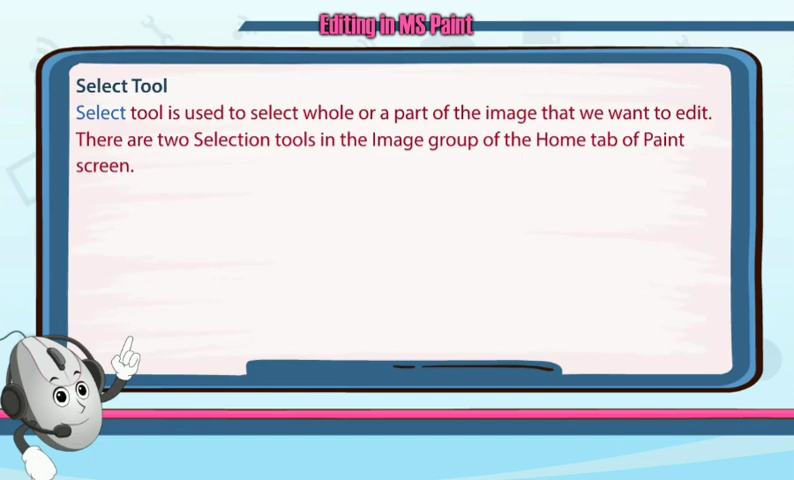 Editing in MS Paint
Select Tool
Select tool is used to select whole or a part of the image that we want to edit.
There are two Selection tools in the Image group of the Home tab of Paint
screen.